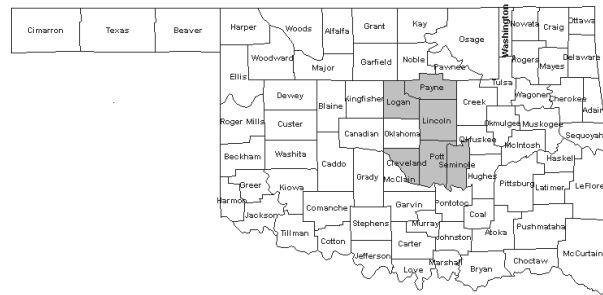 Cimarron
Texas
Beaver
Harper
Woods
Alfalfa
Grant
Kay
Osage
Washington
Nowata
Craig
Ottawa
Ellis
Woodward
Major
Garfield
Noble
Pawnee
Rogers
Mayes
Delaware
Tulsa
Dewey
Blaine
Kingfisher
Logan
Payne
Creek
Wagoner
Cherokee
Adair
Roger Mills
Custer
Canadian
Oklahoma
Lincoln
Okmulgee
Muskogee
Sequoyah
Okfuskee
McIntosh
Beckham
Washita
Caddo
Grady
Cleveland
McClain
Pott
Seminole
Hughes
Pittsburg
Haskel
Latimer
LeFlore
Greer
Harmon
Kiowa
Jackson
Comanche
Tillman
Cotton
Stephens
Jefferson
Garvin
Murray
Carter
Love
Pontotoc
Johnston
Marshall
Coal
Atoka
Bryan
Pushmataha
Choctaw
McCurtain